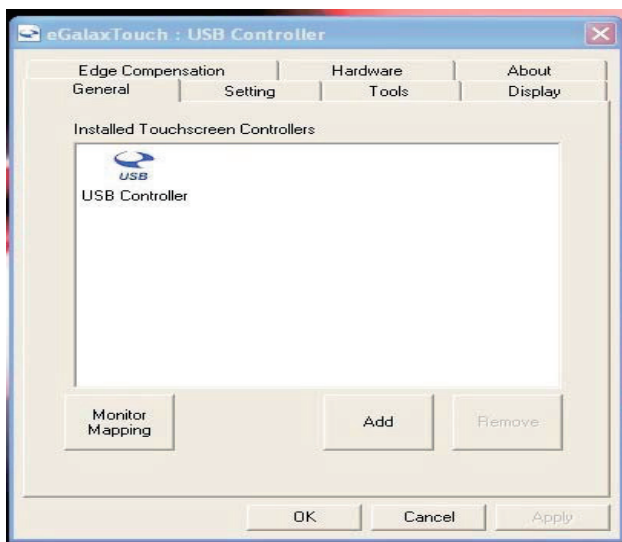 eGalaxTouch : USB Controller
Edge Compensation Hardware About
General Setting Tools Display
Installed Touchscreen Controllers
USB
USB Controller
Monitor
Mapping
Add Remove
OK Cancel Apply